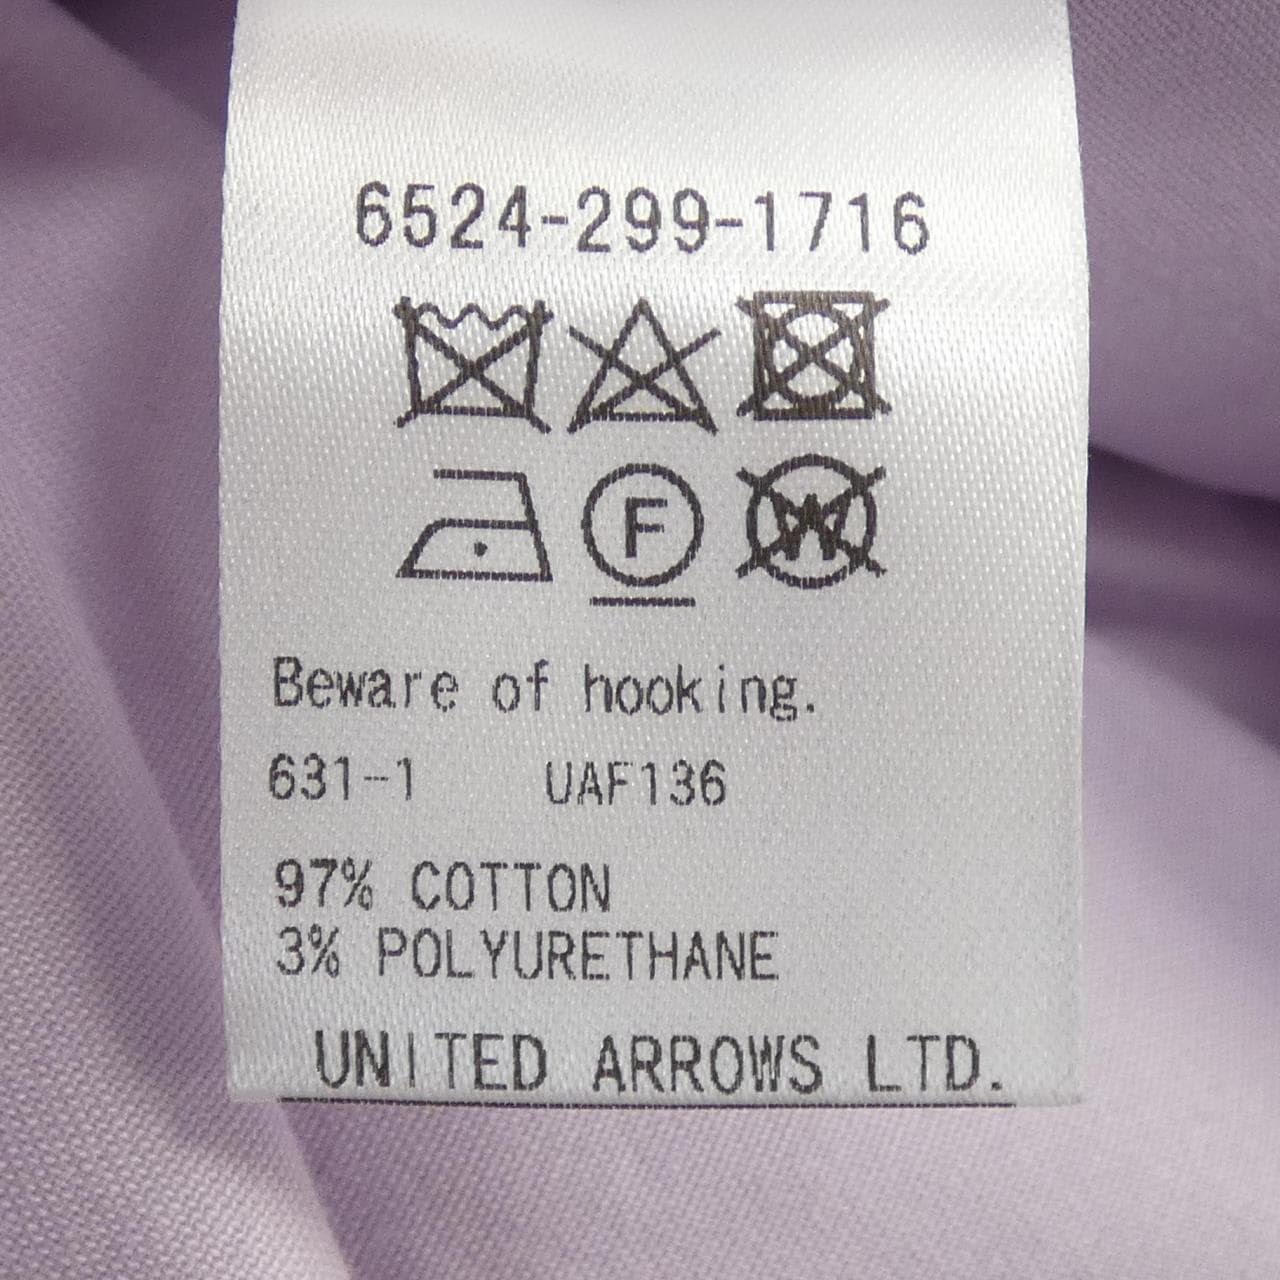 6524-299-1716
F
W
Beware of hooking.
631-1 UAF136
97% COTTON
3% POLYURETHANE
UNITED ARROWS LTD.